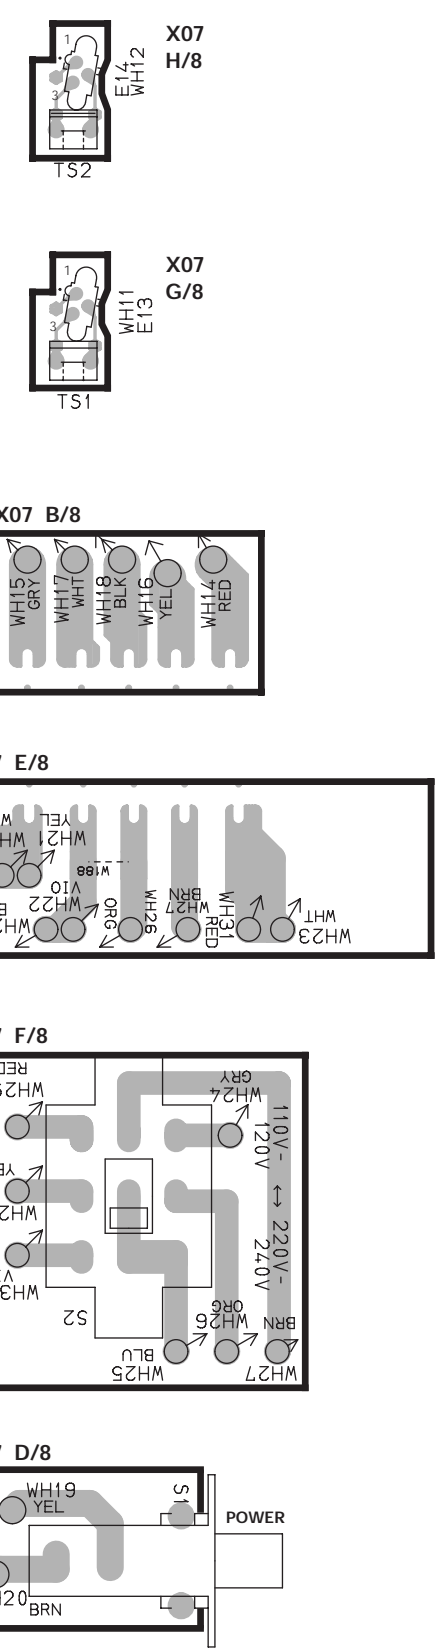 X07
H/8
1
3
E14
WH12
TS2
X07
G/8
1
3
WH11
E13
TS1
X07 B/8
WH15
GRY
WH17
WHT
WH18
BLK
WH16
YEL
WH14
RED
E/8
YEL
WH21
W188
VIO
WH22
ORG
WH26
BRN
WH27
RED
WH31
WHT
WH23
F/8
RED
GRY
WH24
110V-
120V
↔
220V-
240V
S2
ORG
WH26
BRN
BLU
WH25
WH27
D/8
WH19
YEL
S1
POWER
BRN